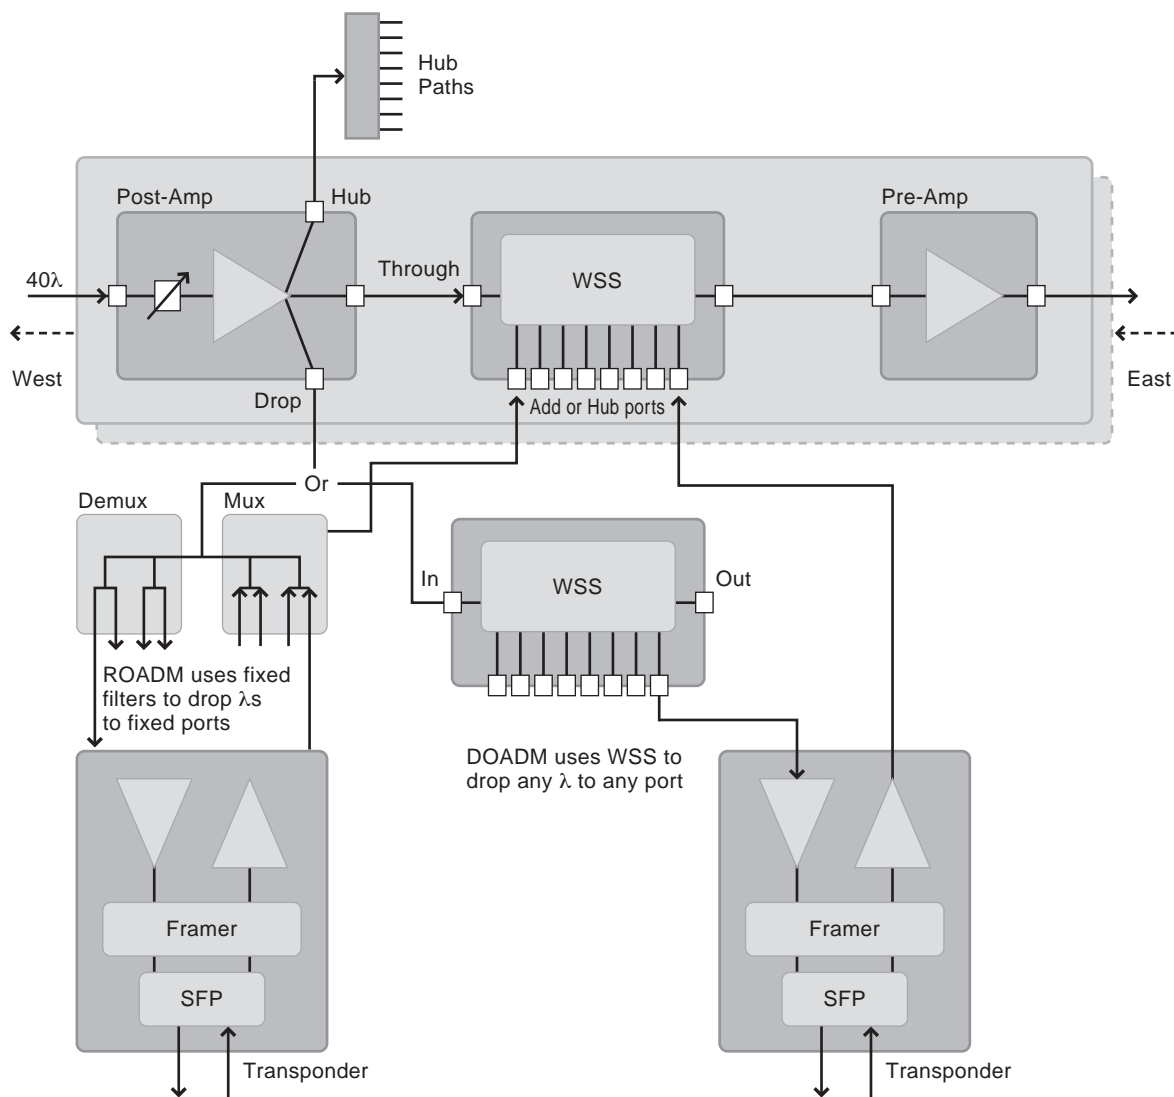 Hub
Paths
Post-Amp
Hub
Pre-Amp
40λ
Through
WSS
West
Drop
Add or Hub ports
East
Or
Demux
Mux
In
WSS
Out
ROADM uses fixed
filters to drop λs
to fixed ports
DOADM uses WSS to
drop any λ to any port
Framer
SFP
Transponder
Framer
SFP
Transponder